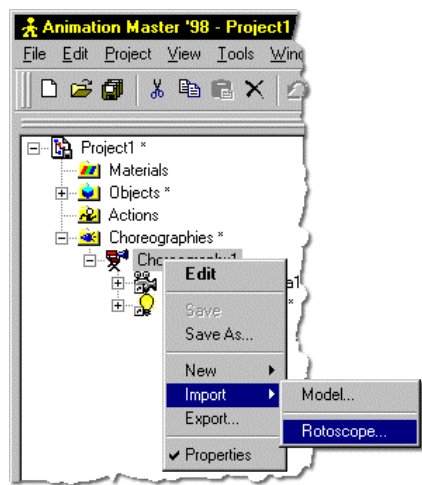 Animation Master '98 - Project1
File Edit Project View Tools
Project1 *
Materials
Objects *
Actions
Choreographies *
Edit
Save
Save As...
New
Import
Model...
Export...
Rotoscope...
Properties